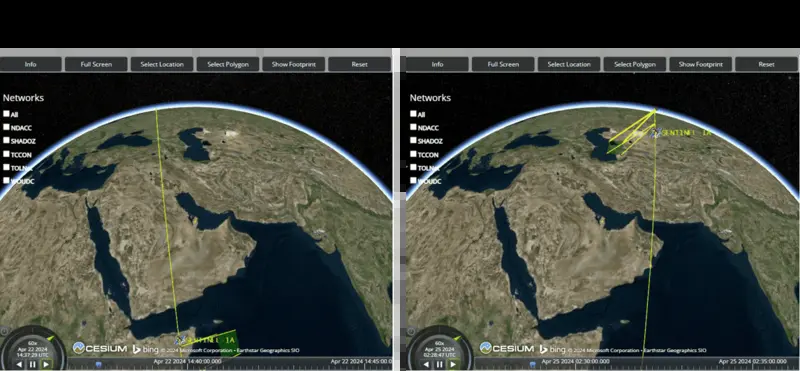 Info Full Screen Select Location Select Polygon Show Footprint Reset
Networks
All
NDACC
SHADOZ
TCCON
TOLNet
WOUDC
SENTINEL 1A
60x
Apr 22 2024
14:37:29 UTC
CESIUM bing © 2024 Microsoft Corporation • Earthstar Geographics SIO
Apr 22 2024 14:40:00.000 Apr 22 2024 14:45:0
Info Full Screen Select Location Select Polygon Show Footprint Reset
Networks
All
NDACC
SHADOZ
TCCON
TOLNet
WOUDC
SENTINEL 1A
60x
Apr 25 2024
02:28:47 UTC
CESIUM bing © 2024 Microsoft Corporation • Earthstar Geographics SIO
Apr 25 2024 02:30:00.000 Apr 25 2024 02:35:00.000